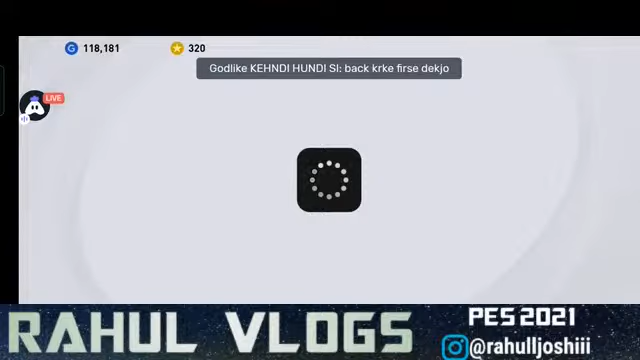 G 118,181 320
Godlike KEHNDI HUNDI SI: back krke firse dekjo
LIVE
RAHUL VLOGS
PES 2021
@rahulljoshiii